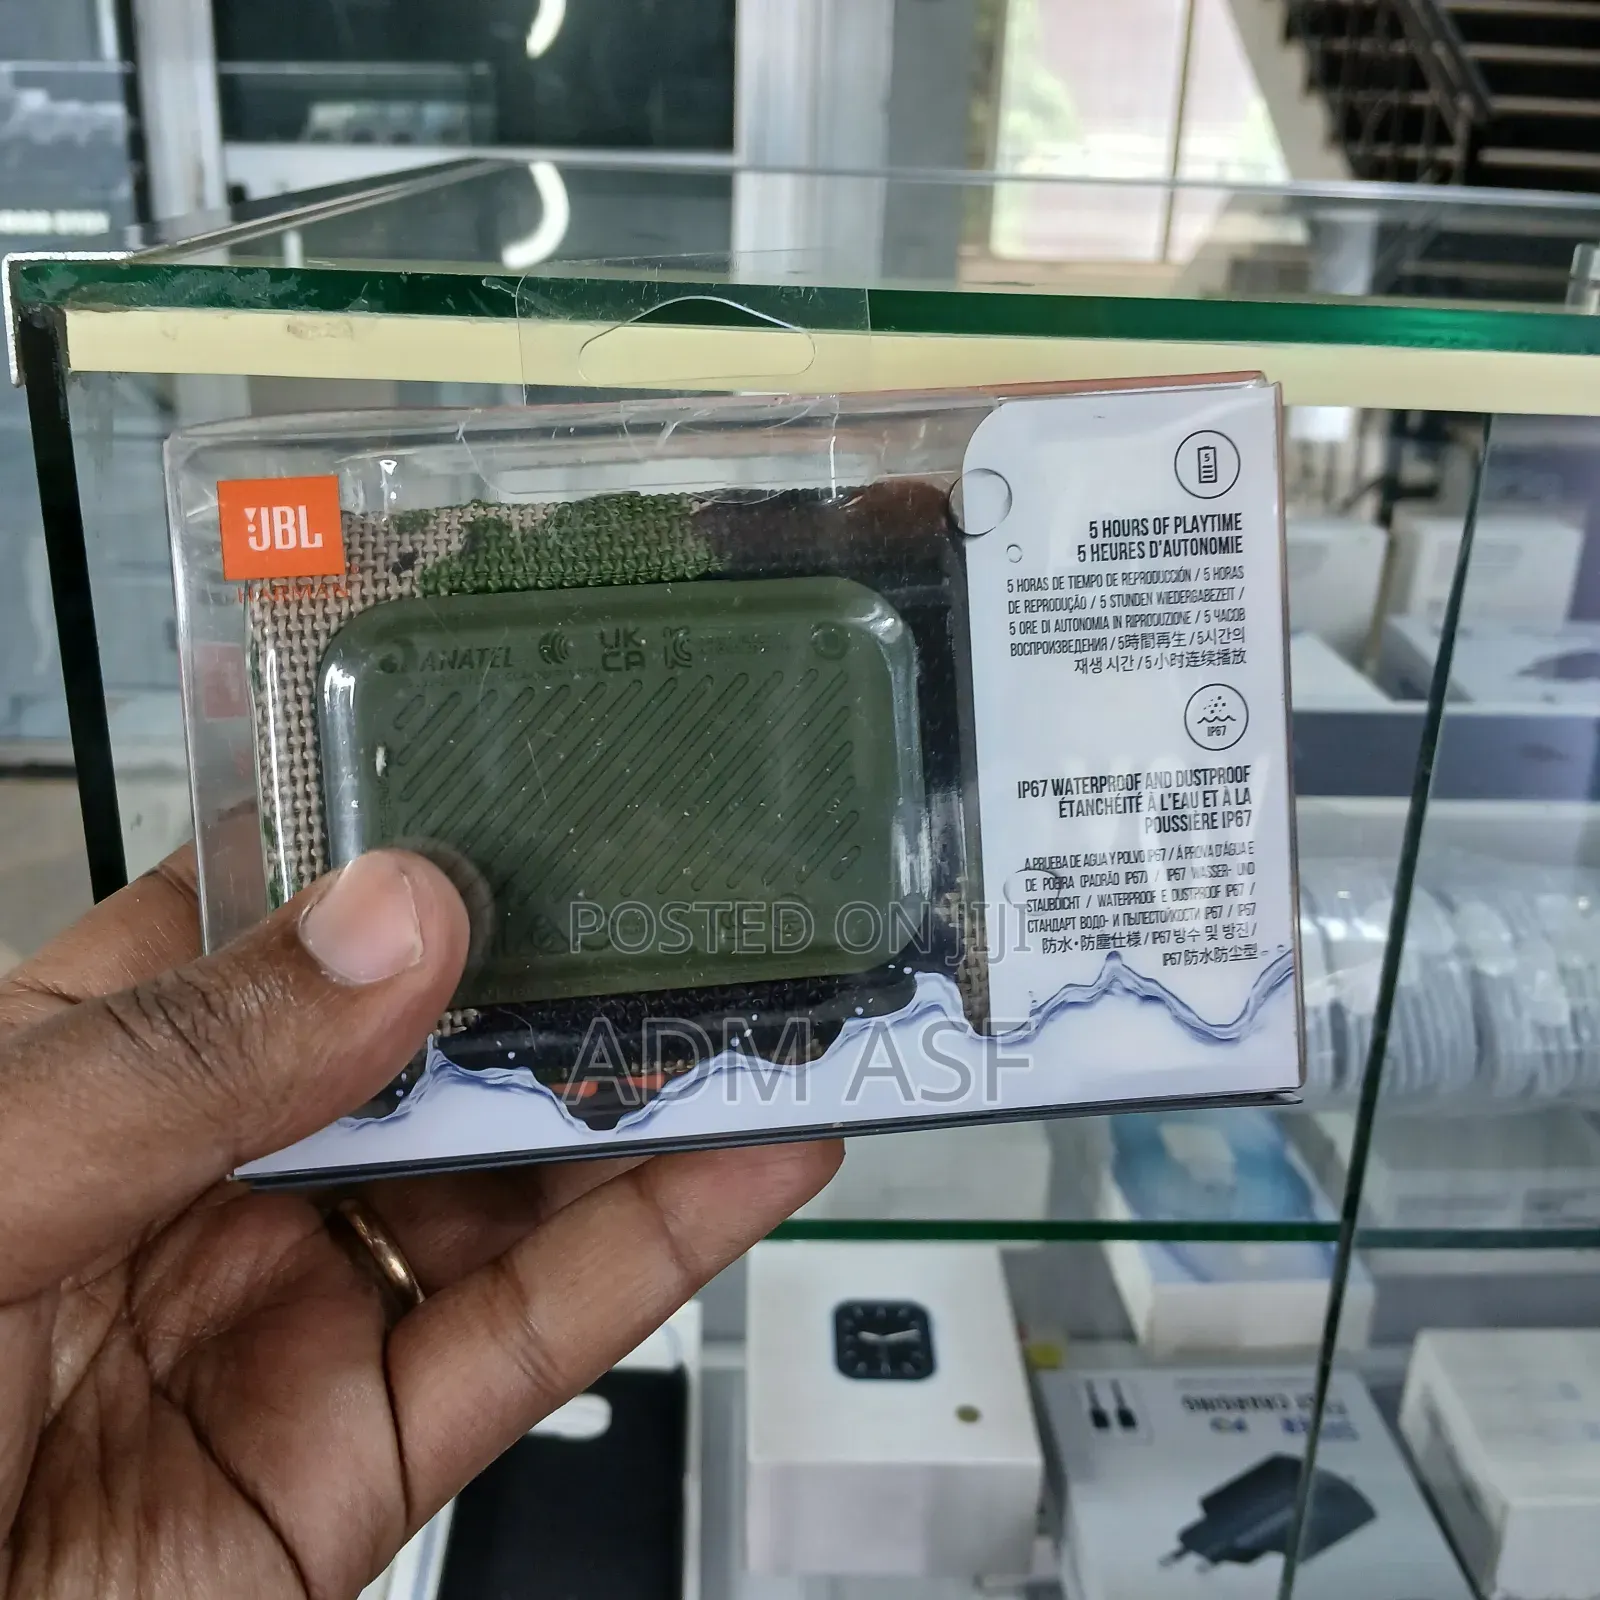 JBL
HARMAN
ANATEL
UK
CA
5
5 HOURS OF PLAYTIME
5 HEURES D'AUTONOMIE
5 HORAS DE TIEMPO DE REPRODUCCIÓN / 5 HORAS
DE REPRODUÇÃO / 5 STUNDEN WIEDERGABEZEIT /
5 ORE DI AUTONOMIA IN RIPRODUZIONE / 5 ЧАСОВ
ВОСПРОИЗВЕДЕНИЯ / 5時間再生 / 5시간의
재생 시간 / 5小时连续播放
IP67
IP67 WATERPROOF AND DUSTPROOF
ÉTANCHÉITÉ À L'EAU ET À LA
POUSSIÈRE IP67
A PRUEBA DE AGUA Y POLVO IP67 / À PROVA D'ÁGUA E
DE POEIRA (PADRÃO IP67) / IP67 WASSER- UND
STAUBDICHT / WATERPROOF E DUSTPROOF IP67 /
СТАНДАРТ ВОДО- И ПЫЛЕСТОЙКОСТИ IP67 / IP67
防水・防塵仕様 / IP67 방수 및 방진 /
IP67 防水防尘型
POSTED ON JIJI
ADM ASF
FAST CHARGING